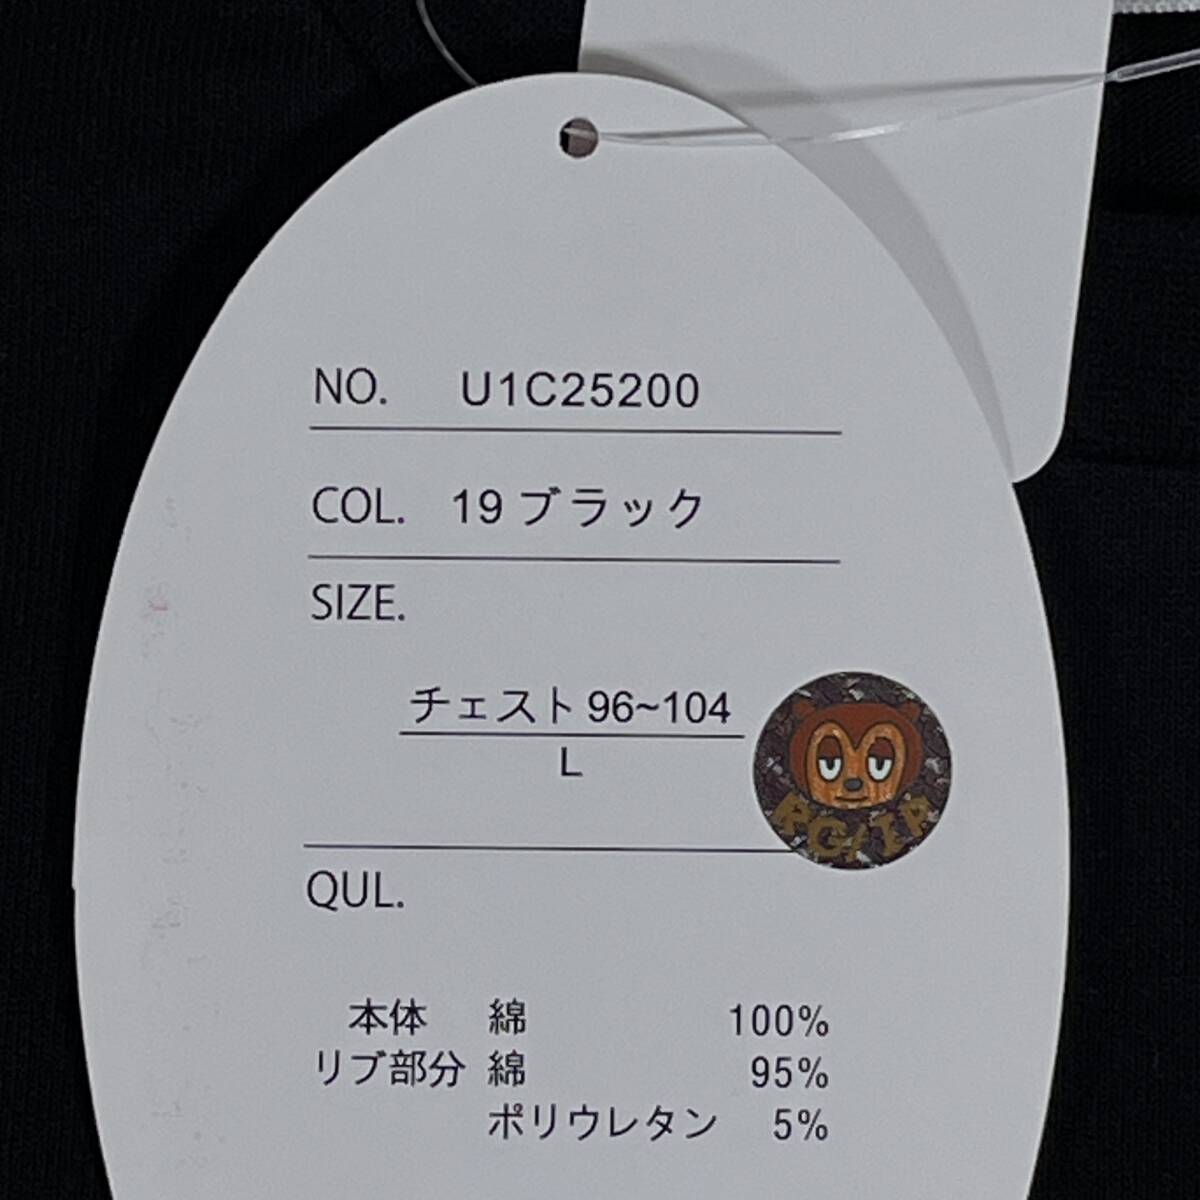 NO. U1C25200
COL. 19 ブラック
SIZE.
チェスト 96~104
L
QUL.
本体 綿 100%
リブ部分 綿 95%
ポリウレタン 5%